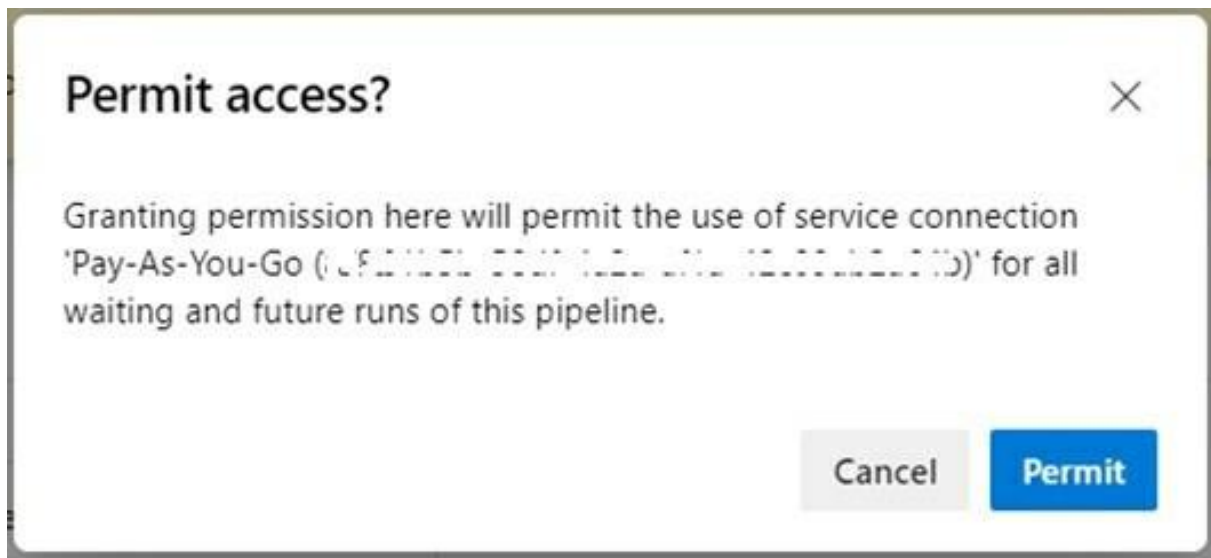 Permit access?
Granting permission here will permit the use of service connection
'Pay-As-You-Go ( )' for all
waiting and future runs of this pipeline.
Cancel
Permit